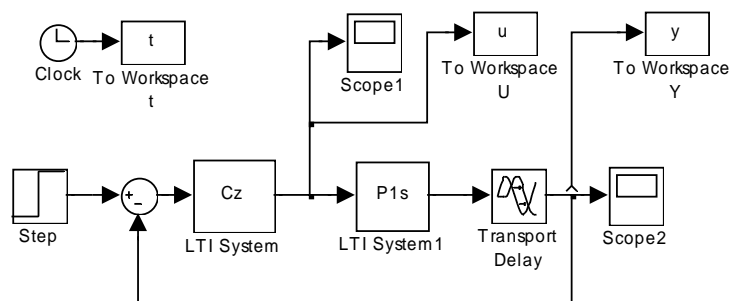 t
Clock
To Workspace
t
Scope1
u
To Workspace
U
y
To Workspace
Y
Step
+
−
Cz
LTI System
P1s
LTI System1
Transport
Delay
Scope2